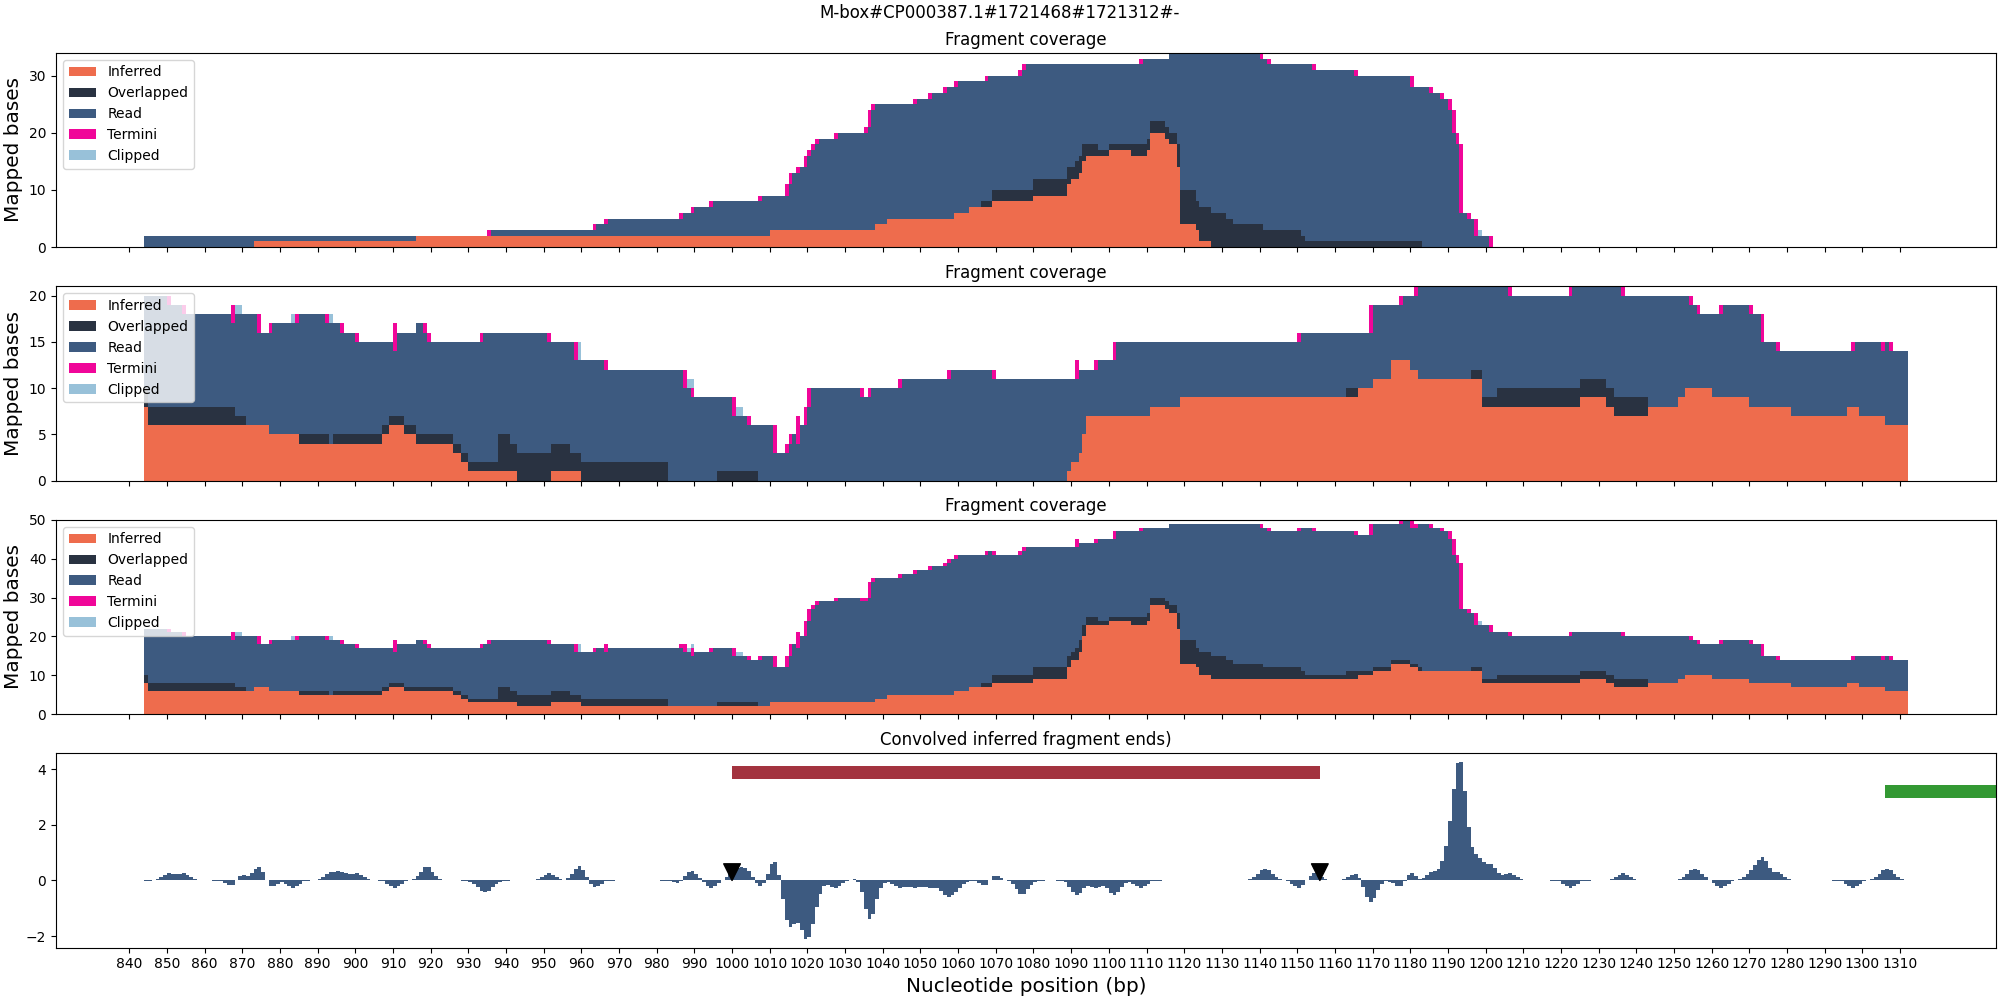 M-box#CP000387.1#1721468#1721312#-
Fragment coverage
Mapped bases
30
20
10
0
Inferred
Overlapped
Read
Termini
Clipped
Fragment coverage
Mapped bases
20
15
10
5
0
Inferred
Overlapped
Read
Termini
Clipped
Fragment coverage
Mapped bases
50
40
30
20
10
0
Inferred
Overlapped
Read
Termini
Clipped
Convolved inferred fragment ends)
4
2
0
−2
840 850 860 870 880 890 900 910 920 930 940 950 960 970 980 990 1000 1010 1020 1030 1040 1050 1060 1070 1080 1090 1100 1110 1120 1130 1140 1150 1160 1170 1180 1190 1200 1210 1220 1230 1240 1250 1260 1270 1280 1290 1300 1310
Nucleotide position (bp)